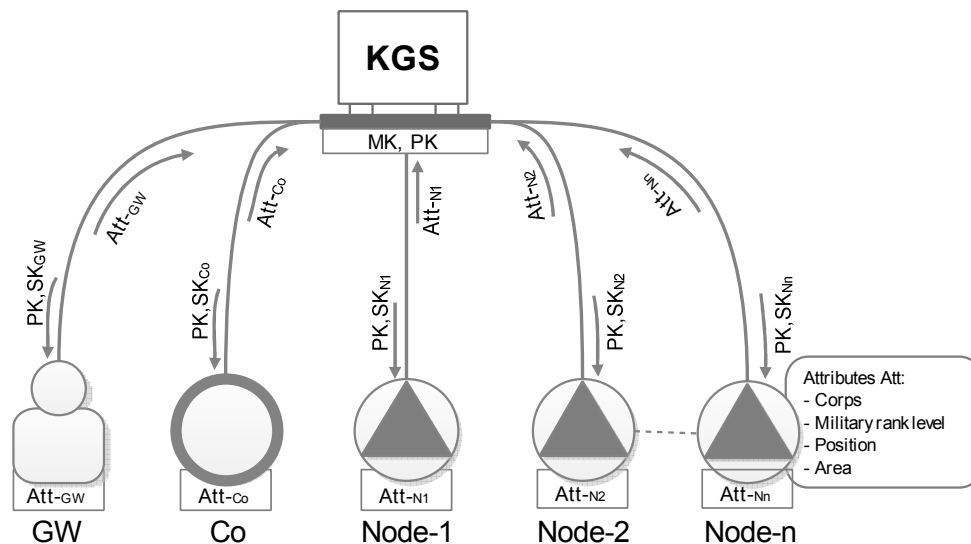 KGS
MK, PK
Att-GW
Att-Co
Att-N1
Att-N2
Att-Nn
PK,SKGW
PK,SKCo
PK,SKN1
PK,SKN2
PK,SKNn
Attributes Att:
- Corps
- Military rank level
- Position
- Area
Att-GW
Att-Co
Att-N1
Att-N2
Att-Nn
GW
Co
Node-1
Node-2
Node-n